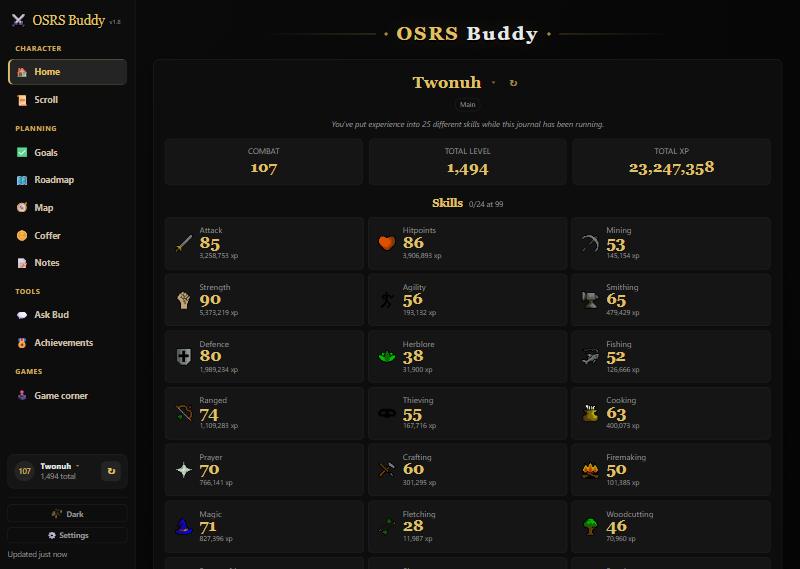 OSRS Buddy v1.8
CHARACTER
Home
Scroll
PLANNING
Goals
Roadmap
Map
Coffer
Notes
TOOLS
Ask Bud
Achievements
GAMES
Game corner
107
Twonuh
1,494 total
Dark
Settings
Updated just now
OSRS Buddy
Twonuh
Main
You've put experience into 25 different skills while this journal has been running.
COMBAT
107
TOTAL LEVEL
1,494
TOTAL XP
23,247,358
Skills 0/24 at 99
Attack
85
3,258,753 xp
Hitpoints
86
3,906,893 xp
Mining
53
145,154 xp
Strength
90
5,373,219 xp
Agility
56
193,132 xp
Smithing
65
479,429 xp
Defence
80
1,989,234 xp
Herblore
38
31,900 xp
Fishing
52
126,666 xp
Ranged
74
1,109,283 xp
Thieving
55
167,716 xp
Cooking
63
400,073 xp
Prayer
70
766,141 xp
Crafting
60
301,295 xp
Firemaking
50
101,385 xp
Magic
71
827,396 xp
Fletching
28
11,987 xp
Woodcutting
46
70,960 xp